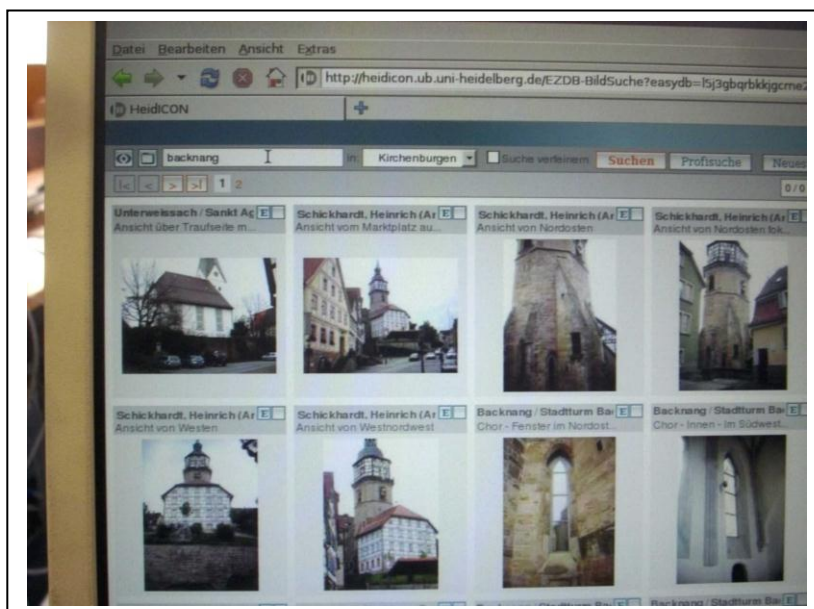 Datei Bearbeiten Ansicht Extras
http://heidicon.ub.uni-heidelberg.de/EZDB-BildSuche?easydb=l5j3gbqrbkkjgcme2
HeidICON
backnang in: Kirchenburgen Suche verfeinern Suchen Profisuche Neues
|< < > >| 1 2 0/0
Unterweissach / Sankt Ag E
Ansicht über Traufseite m...
Schickhardt, Heinrich (Ar E
Ansicht vom Marktplatz au...
Schickhardt, Heinrich (Ar E
Ansicht von Nordosten
Schickhardt, Heinrich (Ar E
Ansicht von Nordosten fok...
Schickhardt, Heinrich (Ar E
Ansicht von Westen
Schickhardt, Heinrich (Ar E
Ansicht von Westnordwest
Backnang / Stadtturm Ba E
Chor - Fenster im Nordost...
Backnang / Stadtturm Ba E
Chor - Innen - Im Südwest...